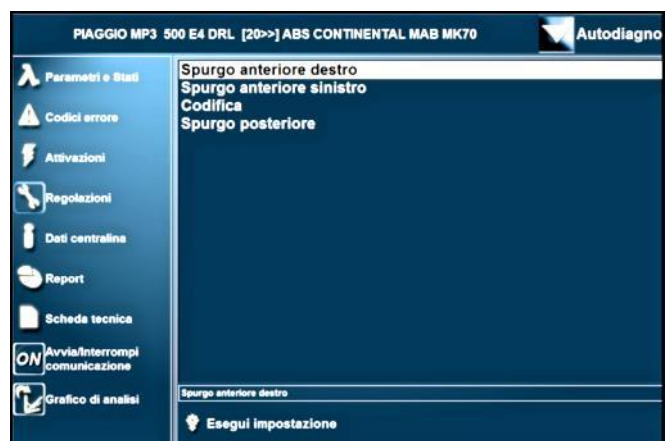 PIAGGIO MP3 500 E4 DRL [20>>] ABS CONTINENTAL MAB MK70
Autodiagno
Parametri e Stati
Codici errore
Attivazioni
Regolazioni
Dati centralina
Report
Scheda tecnica
ON Avvia/Interrompi
comunicazione
Grafico di analisi
Spurgo anteriore destro
Spurgo anteriore sinistro
Codifica
Spurgo posteriore
Spurgo anteriore destro
Esegui impostazione